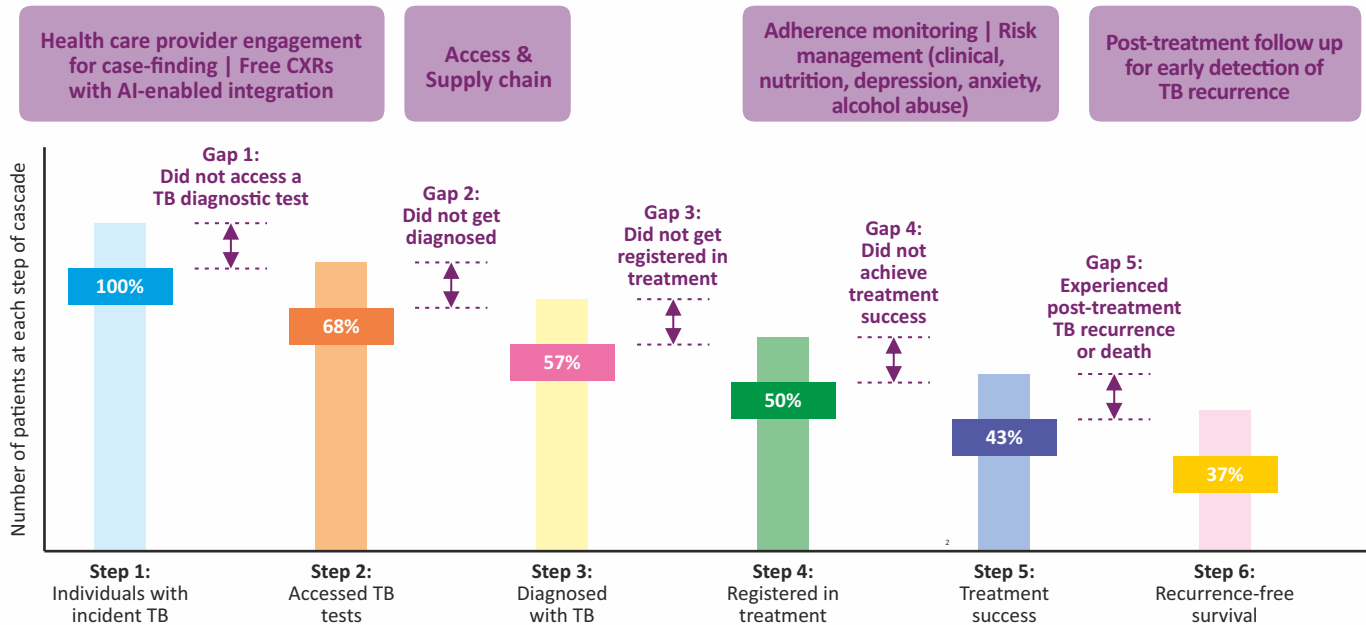 Health care provider engagement
for case-finding | Free CXRs
with AI-enabled integration
Access &
Supply chain
Adherence monitoring | Risk
management (clinical,
nutrition, depression, anxiety,
alcohol abuse)
Post-treatment follow up
for early detection of
TB recurrence
Number of patients at each step of cascade
Gap 1:
Did not access a
TB diagnostic test
Gap 2:
Did not get
diagnosed
Gap 3:
Did not get
registered in
treatment
Gap 4:
Did not
achieve
treatment
success
Gap 5:
Experienced
post-treatment
TB recurrence
or death
100%
68%
57%
50%
43%
37%
2
Step 1:
Individuals with
incident TB
Step 2:
Accessed TB
tests
Step 3:
Diagnosed
with TB
Step 4:
Registered in
treatment
Step 5:
Treatment
success
Step 6:
Recurrence-free
survival